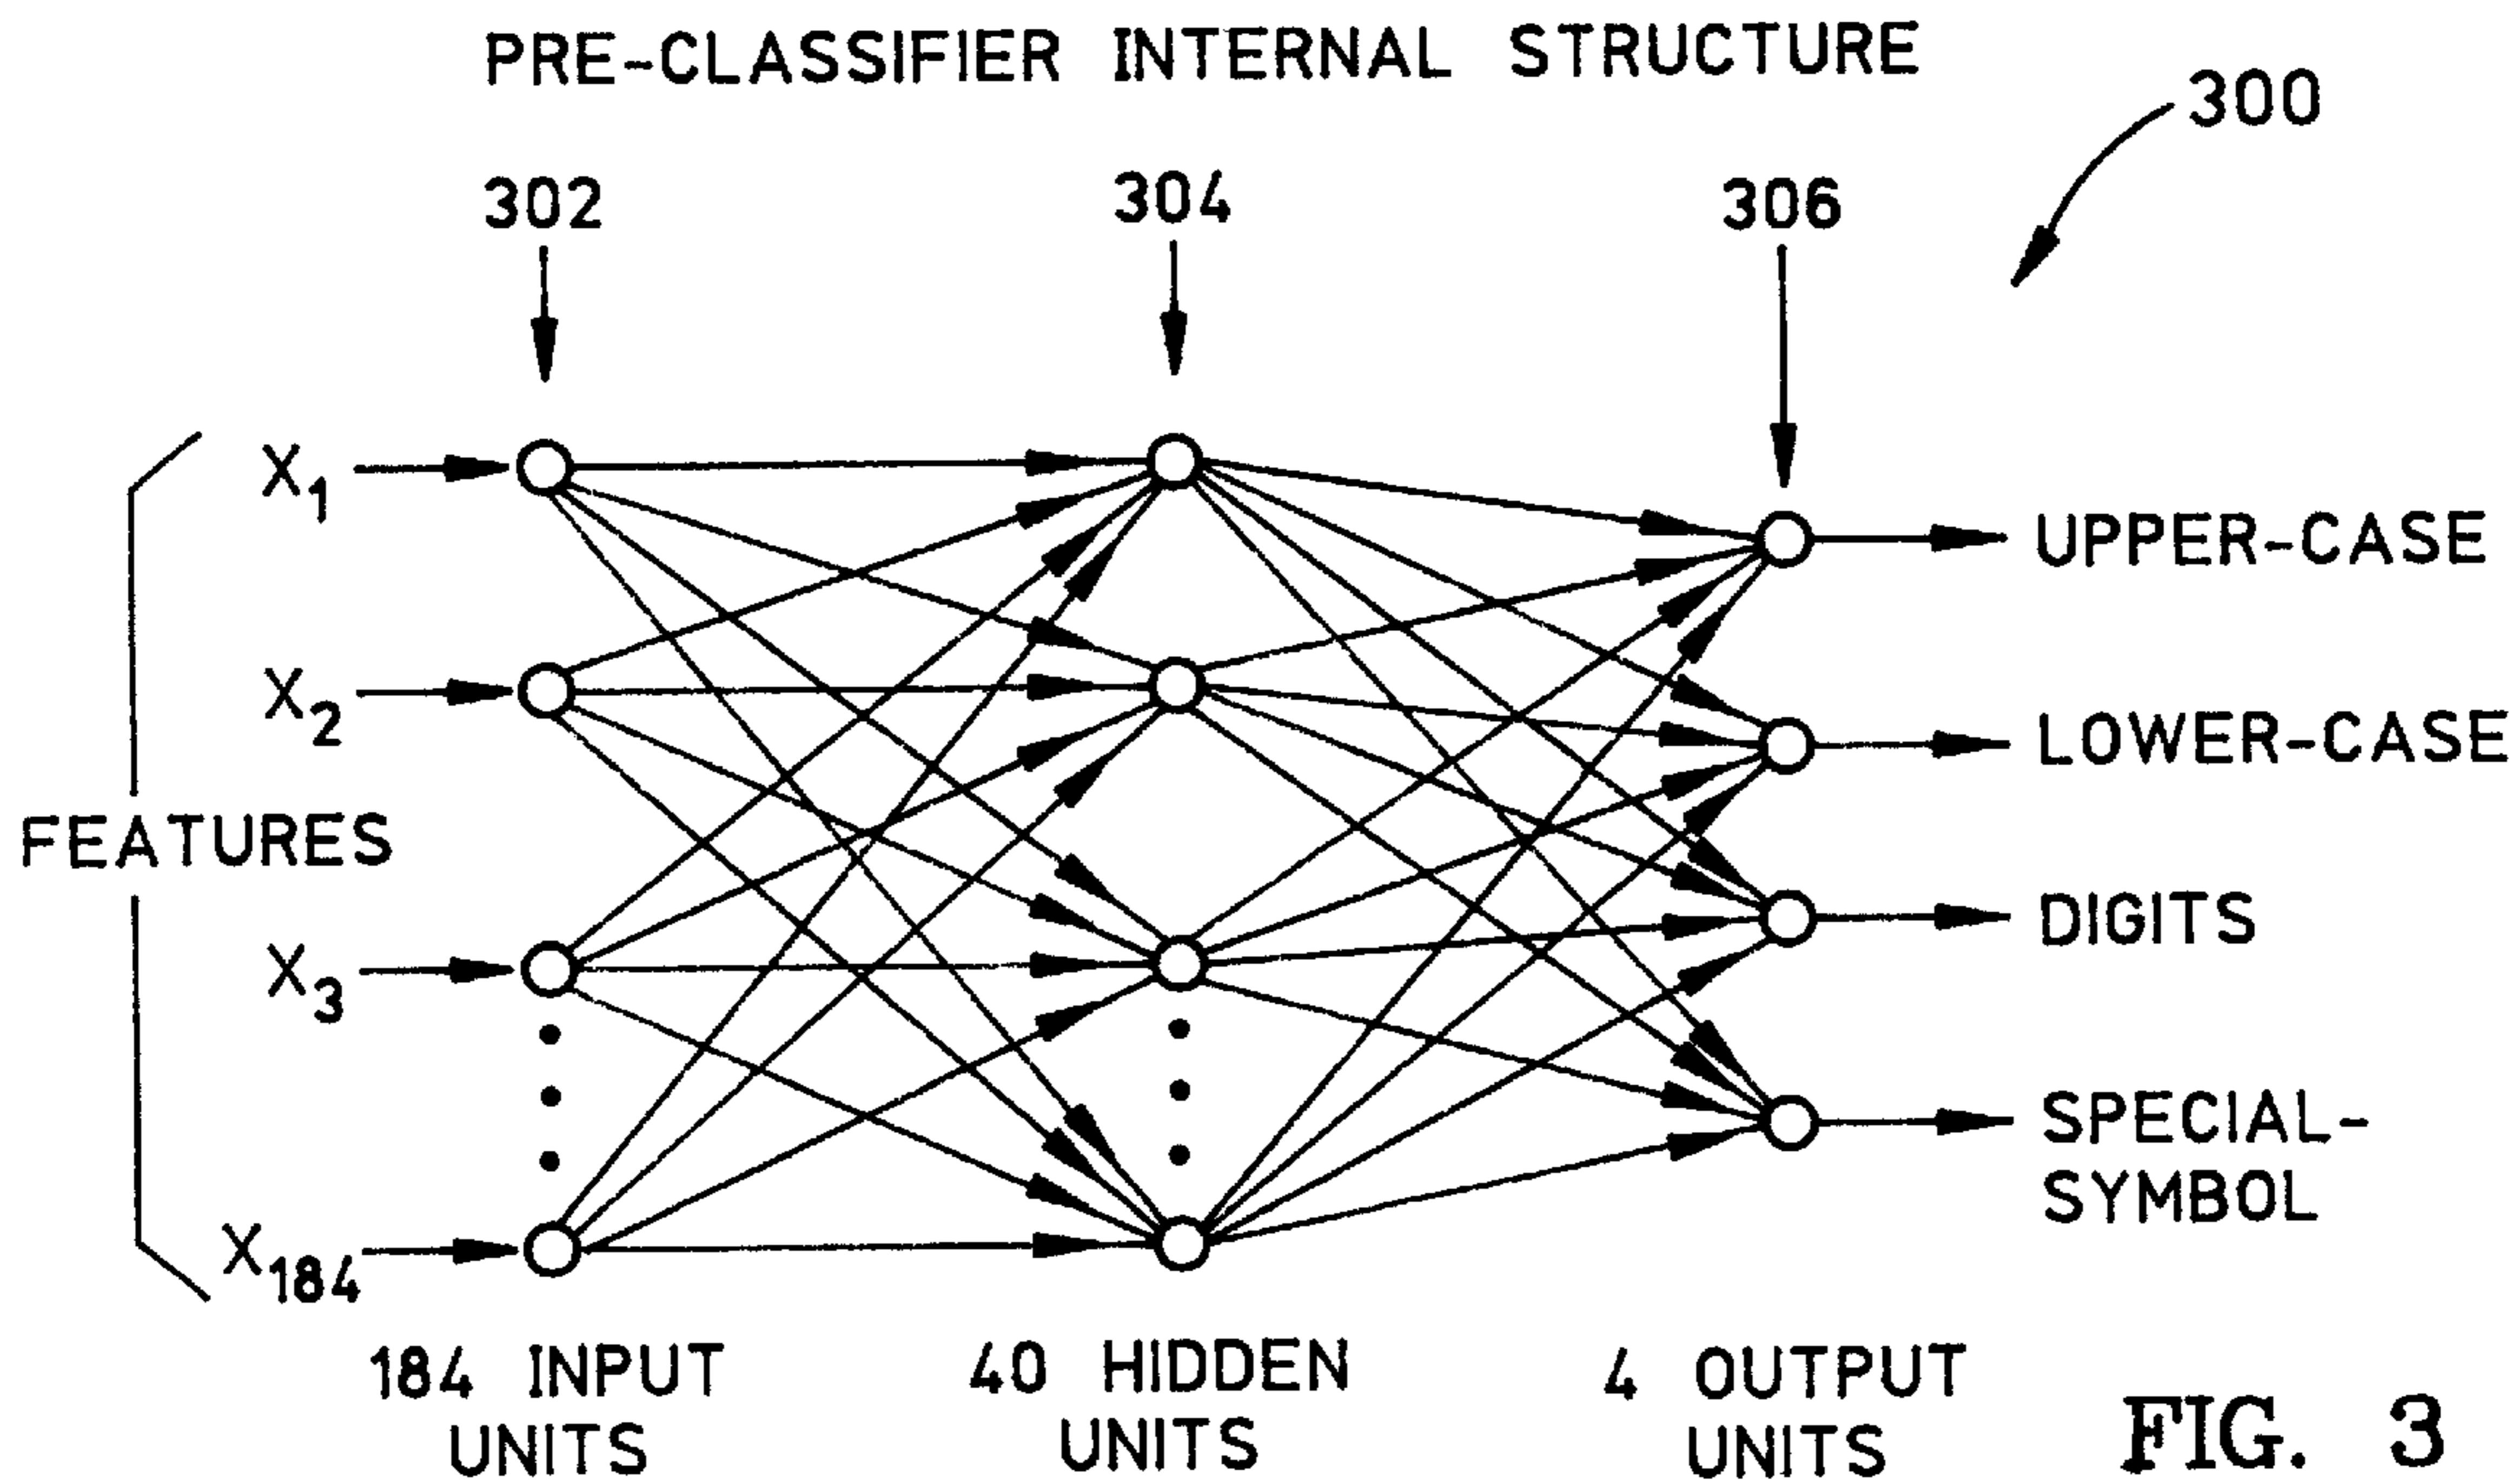 PRE-CLASSIFIER INTERNAL STRUCTURE
300
302
304
306
X1
X2
X3
X184
FEATURES
UPPER-CASE
LOWER-CASE
DIGITS
SPECIAL-
SYMBOL
184 INPUT
UNITS
40 HIDDEN
UNITS
4 OUTPUT
UNITS
FIG. 3